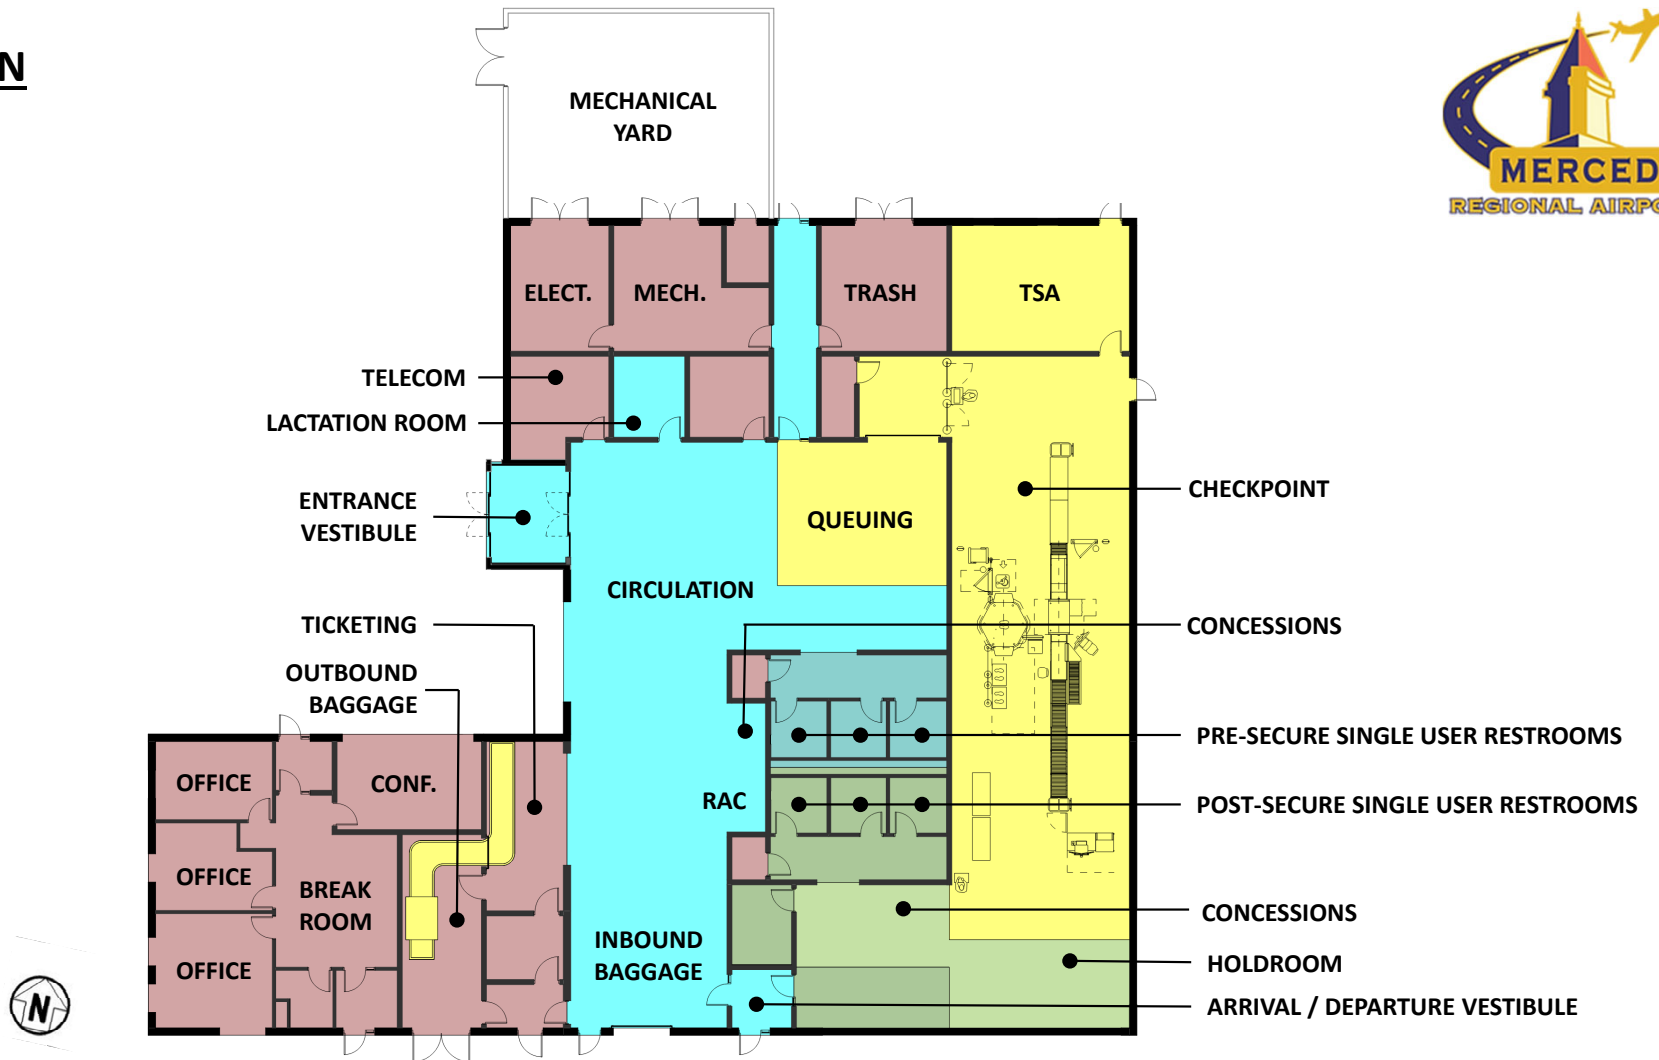 N
MERCED
REGIONAL AIRPO
MECHANICAL
YARD
ELECT.
MECH.
TRASH
TSA
TELECOM
LACTATION ROOM
ENTRANCE
VESTIBULE
QUEUING
CHECKPOINT
CIRCULATION
TICKETING
CONCESSIONS
OUTBOUND
BAGGAGE
PRE-SECURE SINGLE USER RESTROOMS
OFFICE
CONF.
RAC
POST-SECURE SINGLE USER RESTROOMS
OFFICE
BREAK
ROOM
CONCESSIONS
INBOUND
BAGGAGE
OFFICE
HOLDROOM
ARRIVAL / DEPARTURE VESTIBULE
N